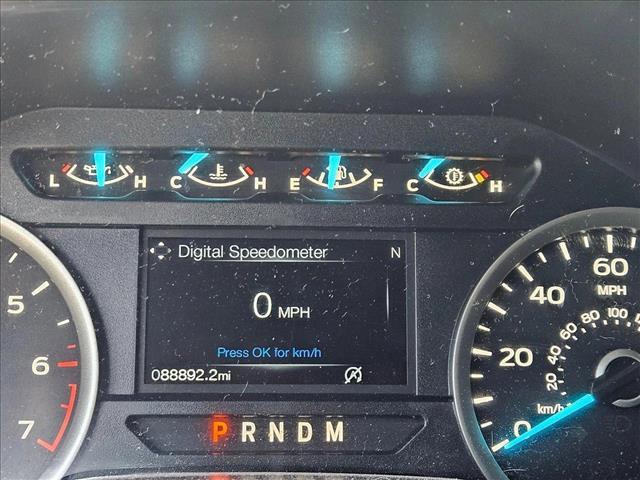 L H C H E F C H
Digital Speedometer N
0 MPH
Press OK for km/h
088892.2mi
P R N D M
5
6
7
60
MPH
40
20
0
100
80
60
40
20
km/h